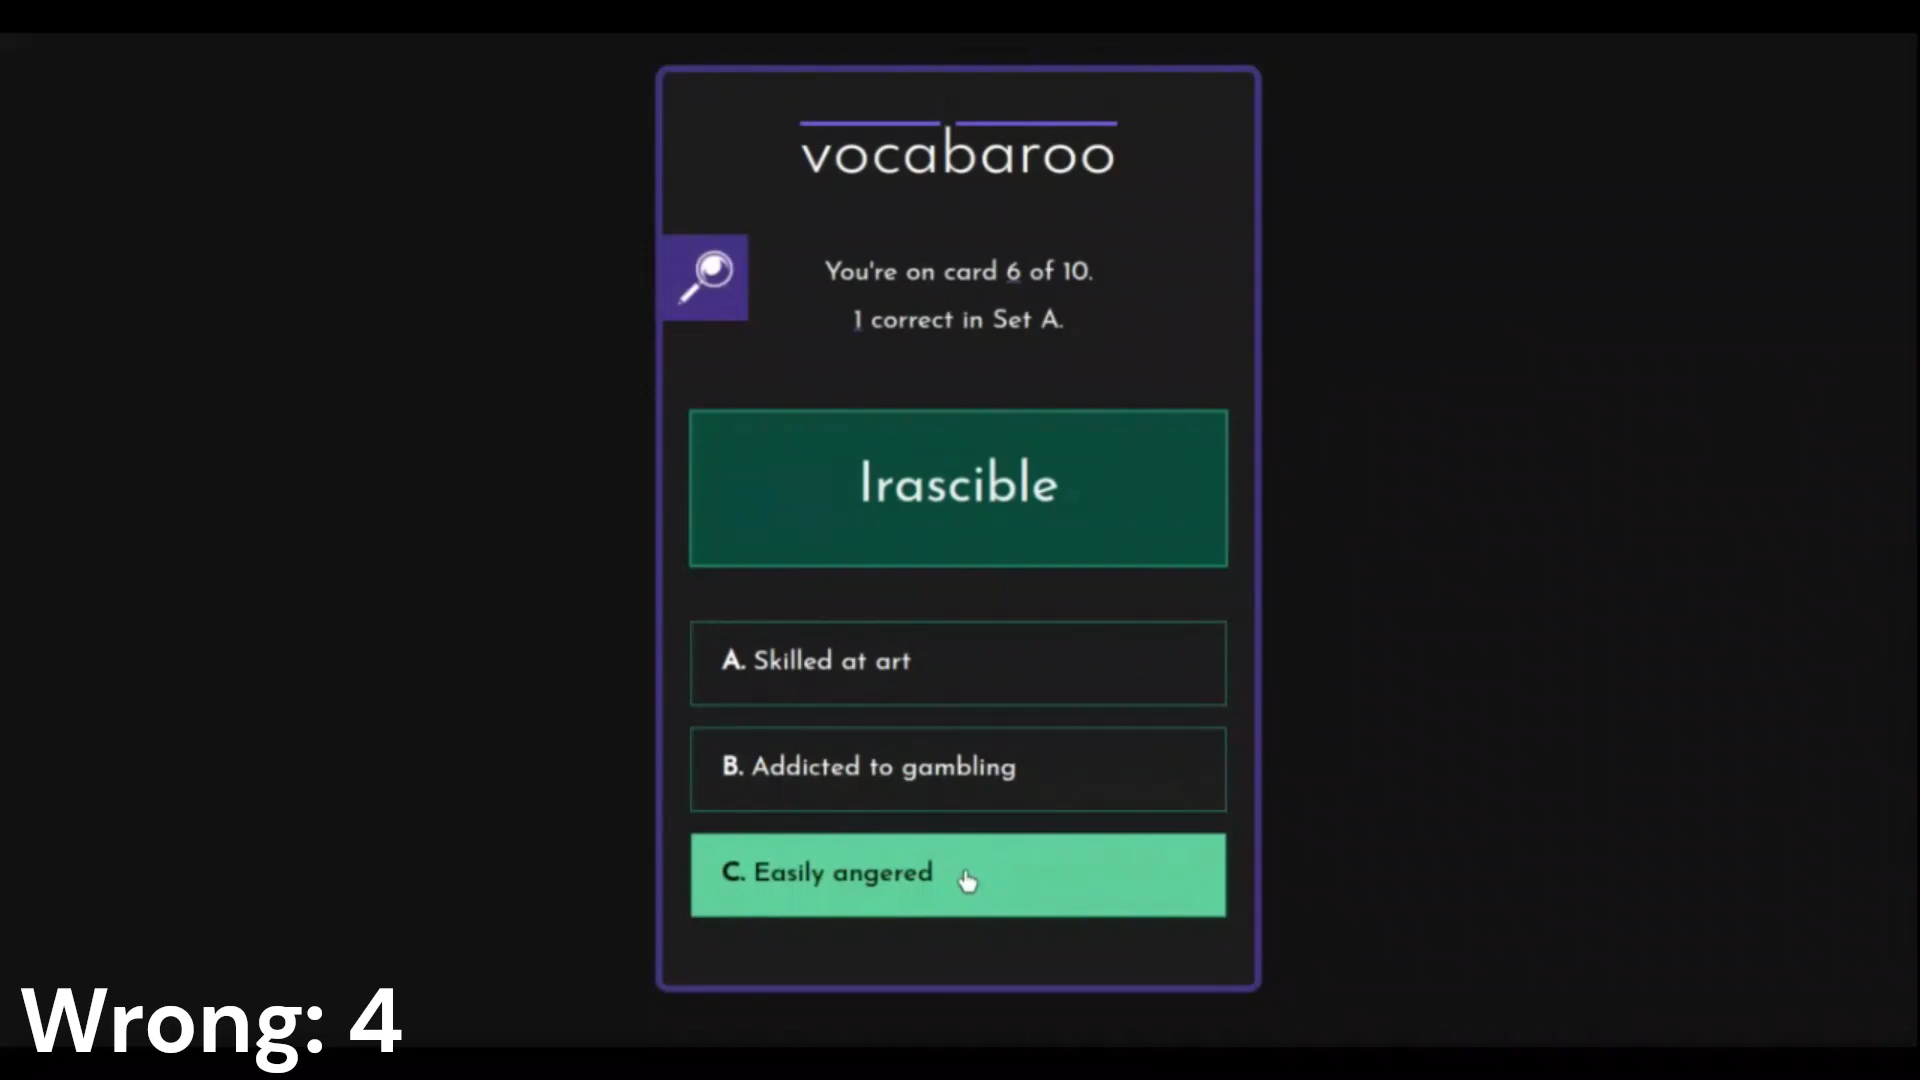 vocabaroo
You're on card 6 of 10.
1 correct in Set A.
Irascible
A. Skilled at art
B. Addicted to gambling
C. Easily angered
Wrong: 4